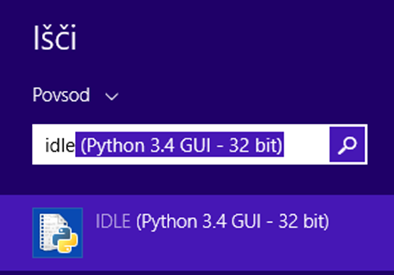 Išči
Povsod
idle (Python 3.4 GUI - 32 bit)
IDLE (Python 3.4 GUI - 32 bit)